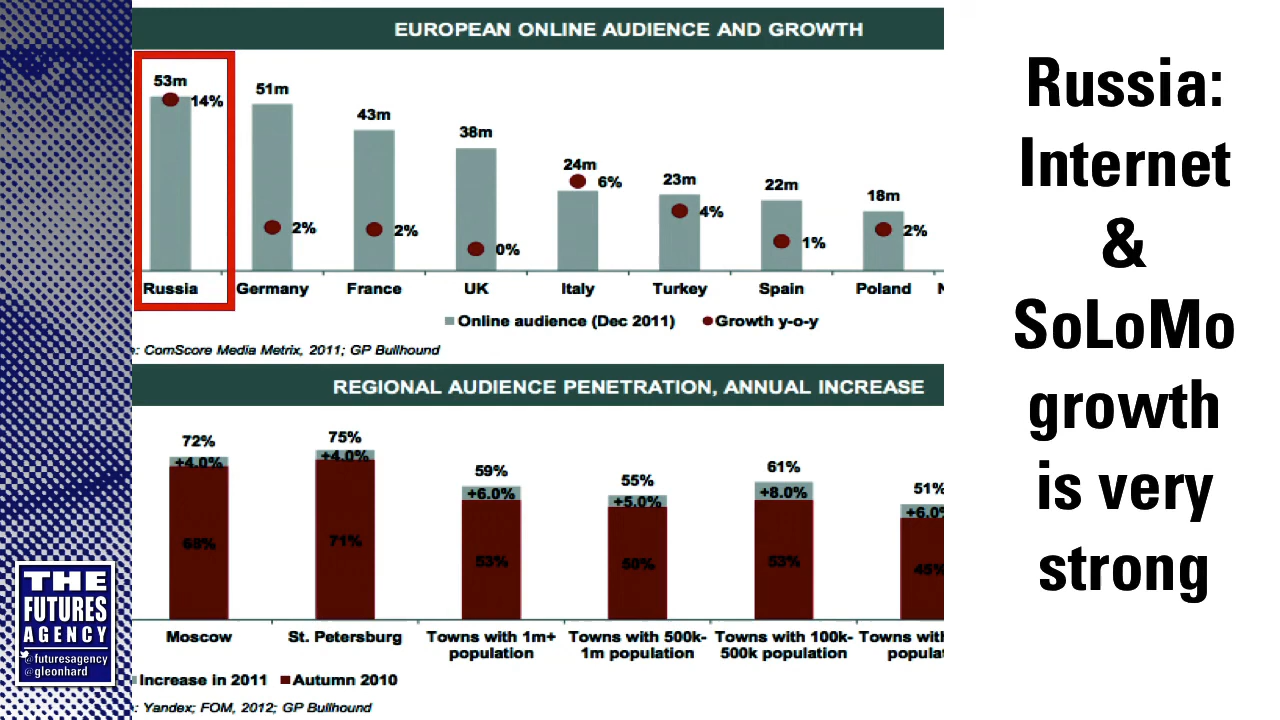 EUROPEAN ONLINE AUDIENCE AND GROWTH
53m
14%
51m
2%
43m
2%
38m
0%
24m
6%
23m
4%
22m
1%
18m
2%
Russia Germany France UK Italy Turkey Spain Poland N
Online audience (Dec 2011) Growth y-o-y
: ComScore Media Metrix, 2011; GP Bullhound
REGIONAL AUDIENCE PENETRATION, ANNUAL INCREASE
72% 75% 59% 55% 61% 51%
+4.0% +4.0% +6.0% +5.0% +8.0% +6.0%
68% 71% 53% 50% 53% 45%
Moscow St. Petersburg Towns with 1m+ Towns with 500k- Towns with 100k- Towns with
population 1m population 500k population populat
Increase in 2011 Autumn 2010
: Yandex; FOM, 2012; GP Bullhound
Russia:
Internet
&
SoLoMo
growth
is very
strong
THE
FUTURES
AGENCY
@futuresagency
@gleonhard